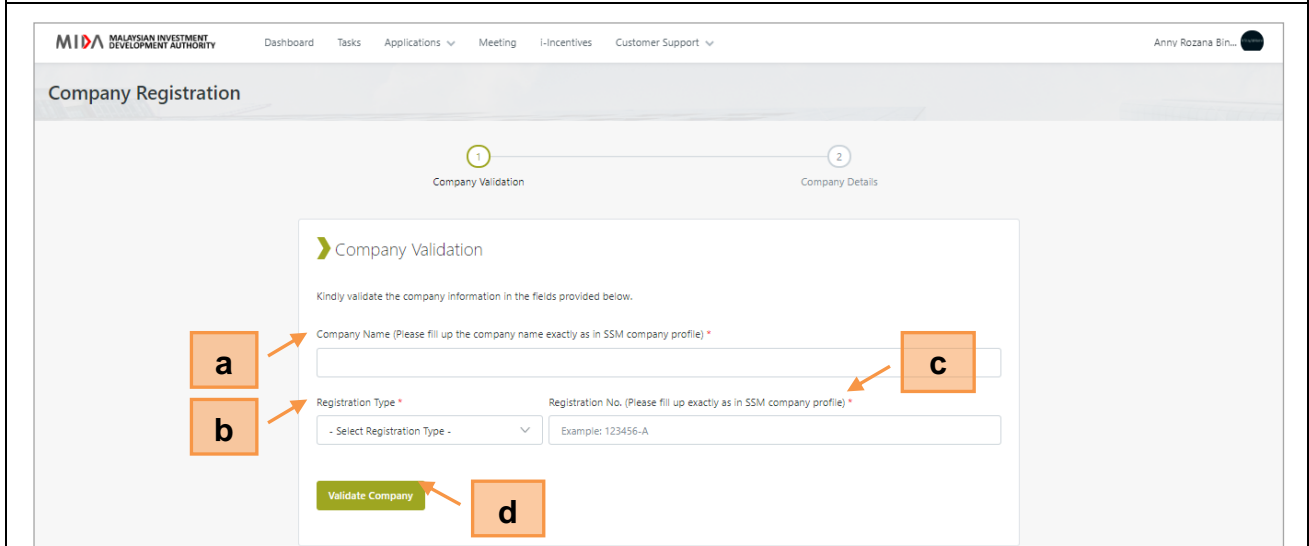 MIDA MALAYSIAN INVESTMENT DEVELOPMENT AUTHORITY Dashboard Tasks Applications Meeting i-Incentives Customer Support Anny Rozana Bin...
Company Registration
1 2
Company Validation Company Details
Company Validation
Kindly validate the company information in the fields provided below.
Company Name (Please fill up the company name exactly as in SSM company profile) *
a
c
Registration Type * Registration No. (Please fill up exactly as in SSM company profile) *
b
- Select Registration Type - Example: 123456-A
Validate Company
d